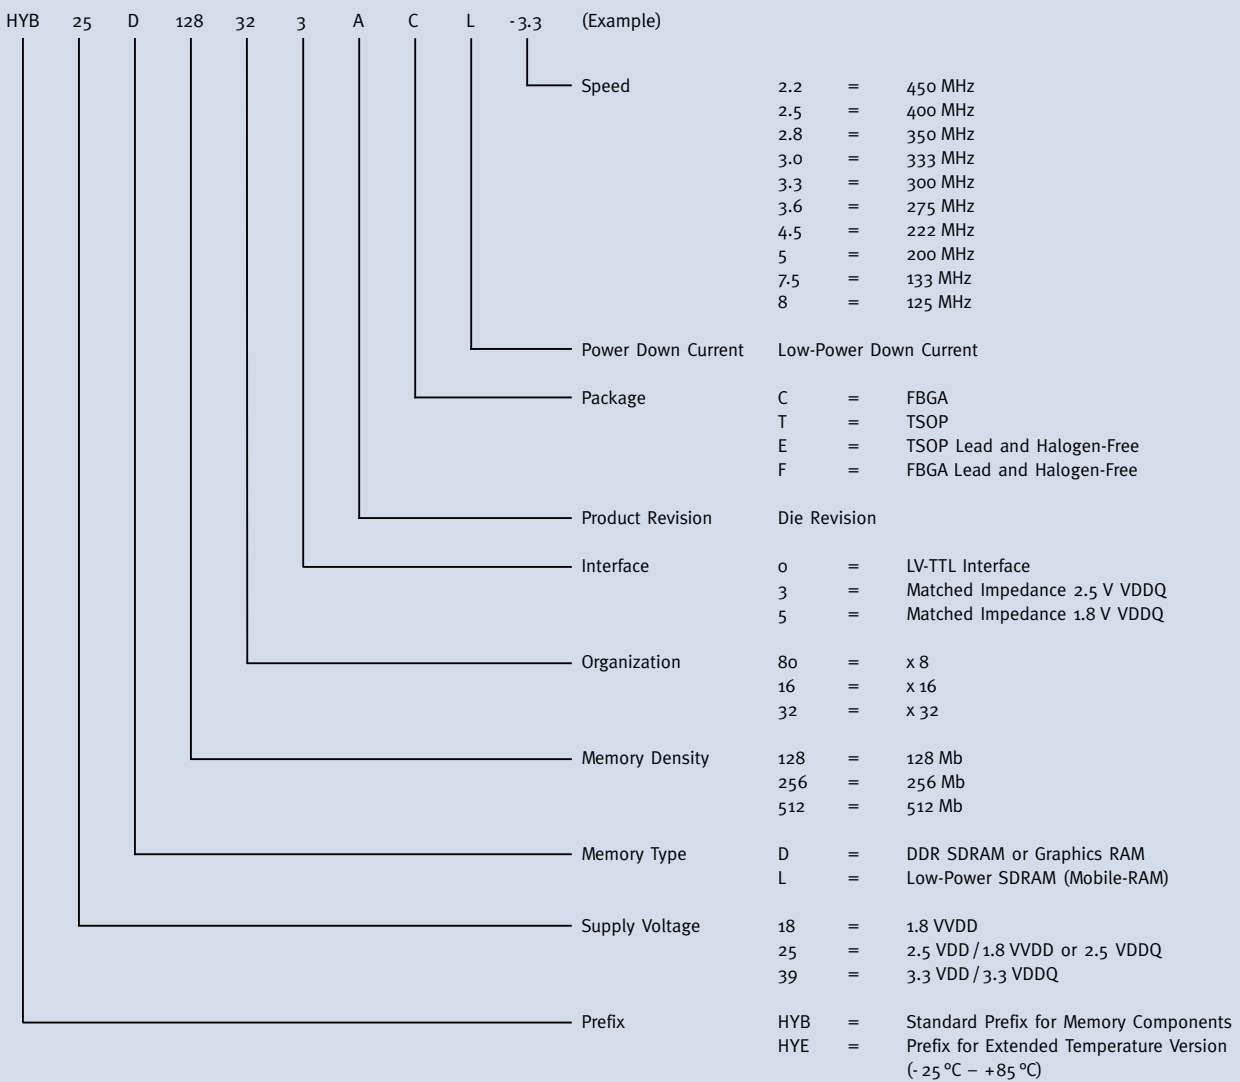 HYB 25 D 128 32 3 A C L -3.3 (Example)
Speed 2.2 = 450 MHz
2.5 = 400 MHz
2.8 = 350 MHz
3.0 = 333 MHz
3.3 = 300 MHz
3.6 = 275 MHz
4.5 = 222 MHz
5 = 200 MHz
7.5 = 133 MHz
8 = 125 MHz
Power Down Current Low-Power Down Current
Package C = FBGA
T = TSOP
E = TSOP Lead and Halogen-Free
F = FBGA Lead and Halogen-Free
Product Revision Die Revision
Interface 0 = LV-TTL Interface
3 = Matched Impedance 2.5 V VDDQ
5 = Matched Impedance 1.8 V VDDQ
Organization 80 = x 8
16 = x 16
32 = x 32
Memory Density 128 = 128 Mb
256 = 256 Mb
512 = 512 Mb
Memory Type D = DDR SDRAM or Graphics RAM
L = Low-Power SDRAM (Mobile-RAM)
Supply Voltage 18 = 1.8 VVDD
25 = 2.5 VDD / 1.8 VVDD or 2.5 VDDQ
39 = 3.3 VDD / 3.3 VDDQ
Prefix HYB = Standard Prefix for Memory Components
HYE = Prefix for Extended Temperature Version
(- 25 ºC – +85 ºC)